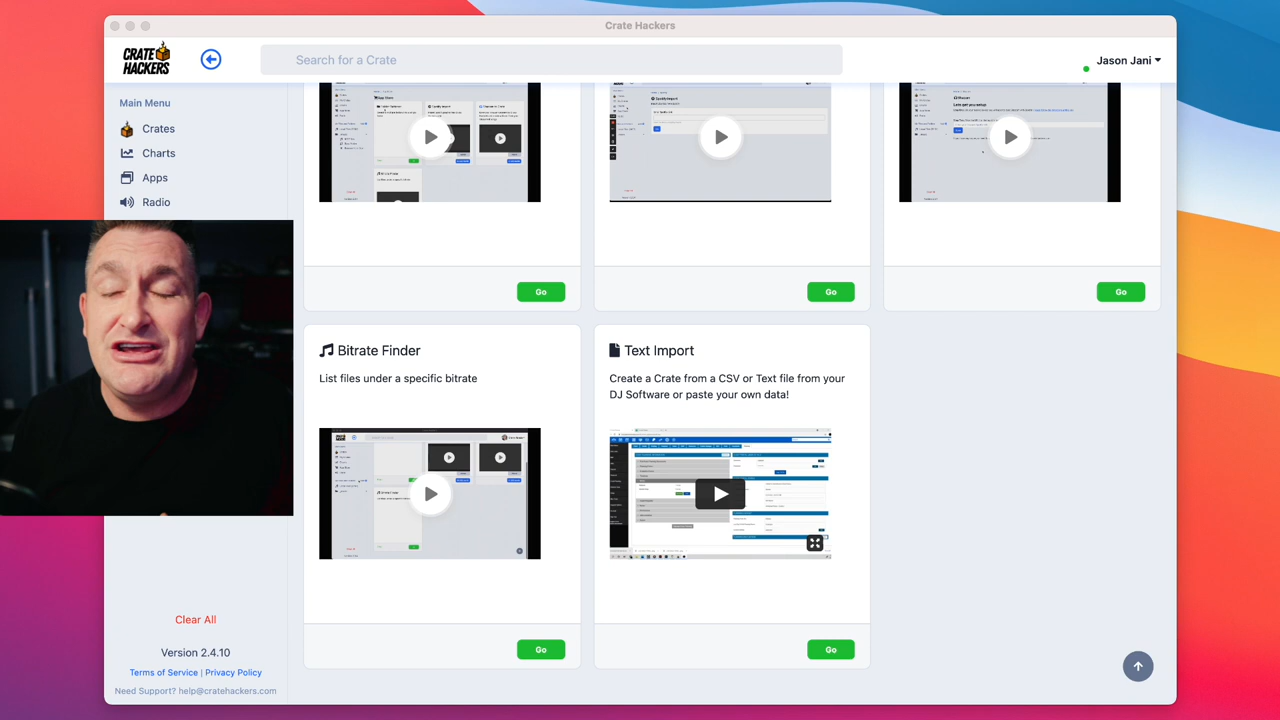 Crate Hackers
CRATE
HACKERS
Search for a Crate
Jason Jani
Main Menu
Crates
Charts
Apps
Radio
Go
Go
Go
Bitrate Finder
List files under a specific bitrate
Text Import
Create a Crate from a CSV or Text file from your
DJ Software or paste your own data!
Go
Go
Clear All
Version 2.4.10
Terms of Service | Privacy Policy
Need Support? help@cratehackers.com